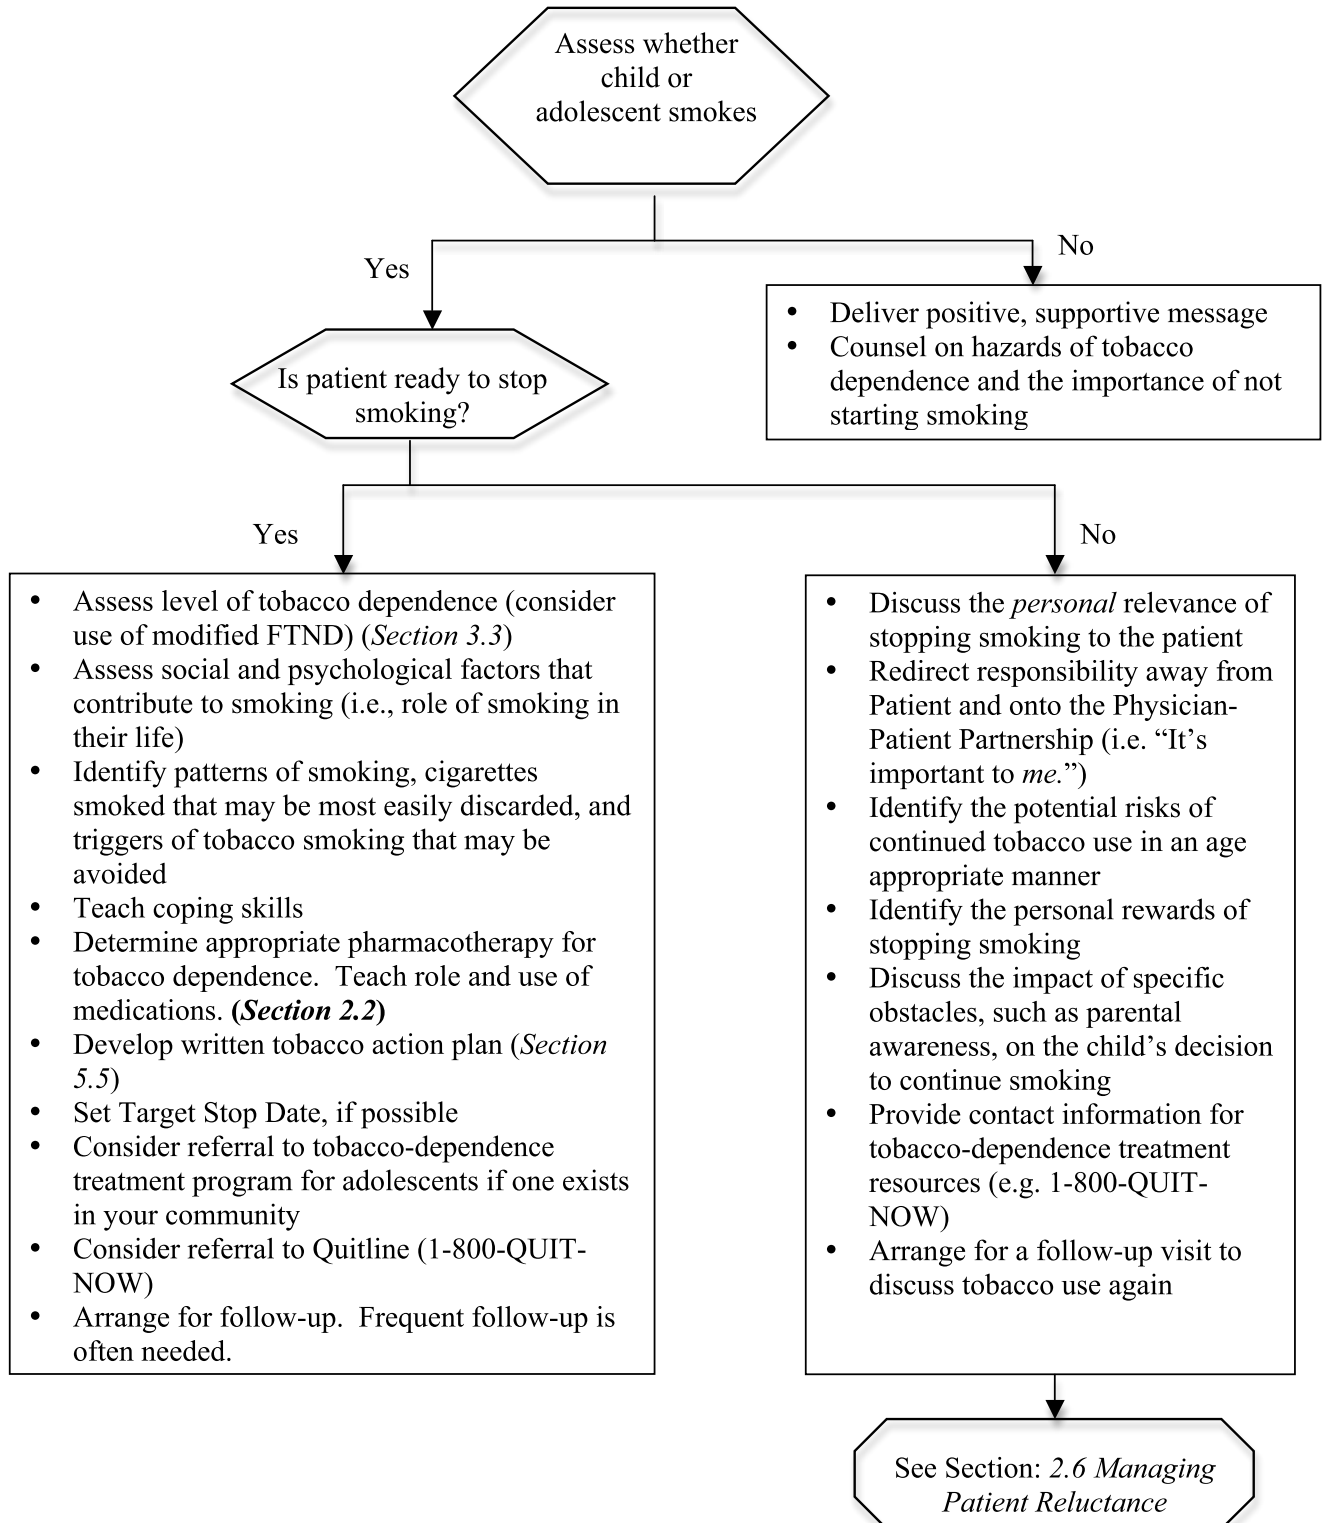 Assess whether
child or
adolescent smokes
No
Yes
• Deliver positive, supportive message
• Counsel on hazards of tobacco
dependence and the importance of not
starting smoking
Is patient ready to stop
smoking?
Yes
No
• Assess level of tobacco dependence (consider
use of modified FTND) (Section 3.3)
• Assess social and psychological factors that
contribute to smoking (i.e., role of smoking in
their life)
• Identify patterns of smoking, cigarettes
smoked that may be most easily discarded, and
triggers of tobacco smoking that may be
avoided
• Teach coping skills
• Determine appropriate pharmacotherapy for
tobacco dependence.  Teach role and use of
medications. (Section 2.2)
• Develop written tobacco action plan (Section
5.5)
• Set Target Stop Date, if possible
• Consider referral to tobacco-dependence
treatment program for adolescents if one exists
in your community
• Consider referral to Quitline (1-800-QUIT-
NOW)
• Arrange for follow-up.  Frequent follow-up is
often needed.
• Discuss the personal relevance of
stopping smoking to the patient
• Redirect responsibility away from
Patient and onto the Physician-
Patient Partnership (i.e. “It’s
important to me.”)
• Identify the potential risks of
continued tobacco use in an age
appropriate manner
• Identify the personal rewards of
stopping smoking
• Discuss the impact of specific
obstacles, such as parental
awareness, on the child’s decision
to continue smoking
• Provide contact information for
tobacco-dependence treatment
resources (e.g. 1-800-QUIT-
NOW)
• Arrange for a follow-up visit to
discuss tobacco use again
See Section: 2.6 Managing
Patient Reluctance